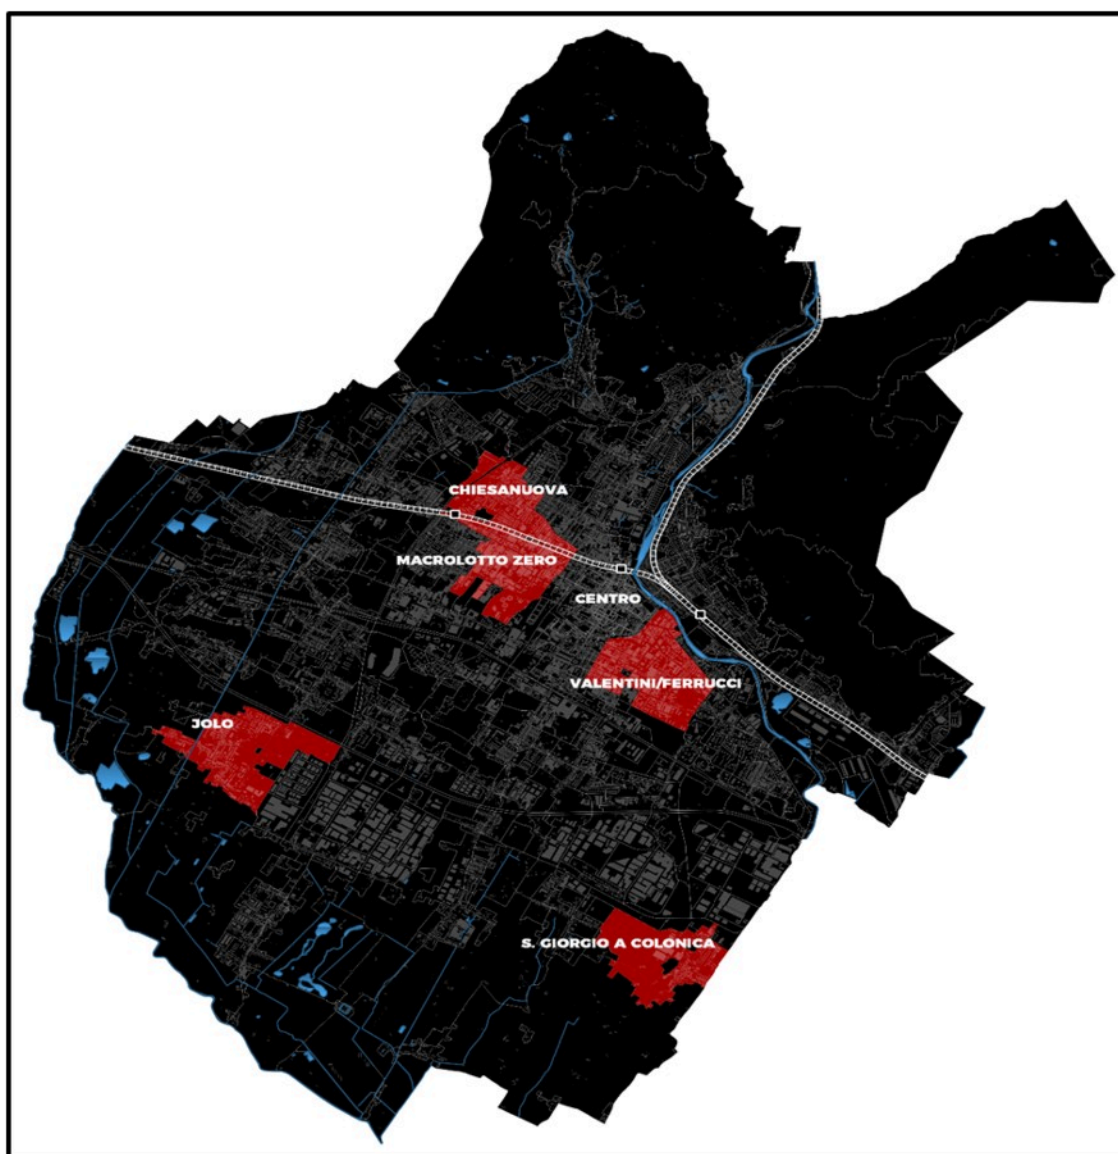 CHIESANUOVA
MACROLOTTO ZERO
CENTRO
VALENTINI/FERRUCCI
JOLO
S. GIORGIO A COLONICA